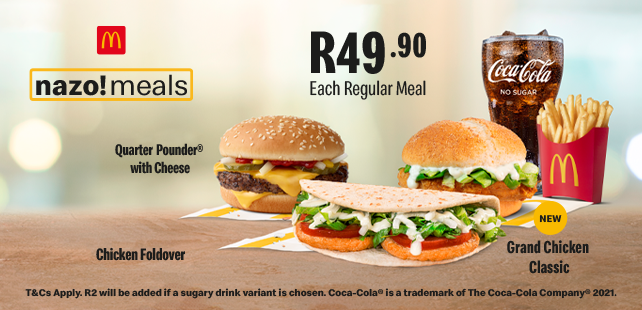 nazo!meals
R49.90
Each Regular Meal
Coca-Cola
NO SUGAR
Quarter Pounder®
with Cheese
NEW
Chicken Foldover
Grand Chicken
Classic
T&Cs Apply. R2 will be added if a sugary drink variant is chosen. Coca-Cola® is a trademark of The Coca-Cola Company® 2021.